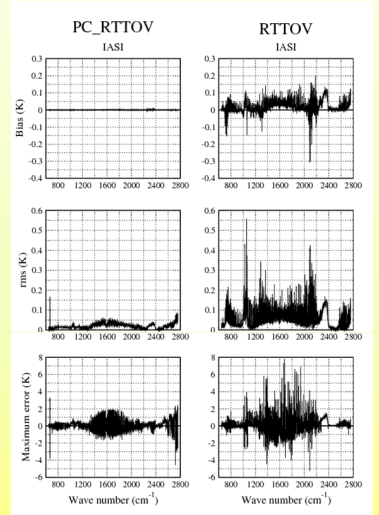 PC_RTTOV RTTOV
IASI IASI
0.3 0.3
0.2 0.2
0.1 0.1
0 0
-0.1 -0.1
-0.2 -0.2
-0.3 -0.3
-0.4 -0.4
Bias (K)
800 1200 1600 2000 2400 2800 800 1200 1600 2000 2400 2800
0.6 0.6
0.5 0.5
0.4 0.4
0.3 0.3
0.2 0.2
0.1 0.1
0 0
rms (K)
800 1200 1600 2000 2400 2800 800 1200 1600 2000 2400 2800
8 8
6 6
4 4
2 2
0 0
-2 -2
-4 -4
-6 -6
Maximum error (K)
800 1200 1600 2000 2400 2800 800 1200 1600 2000 2400 2800
Wave number (cm⁻¹) Wave number (cm⁻¹)